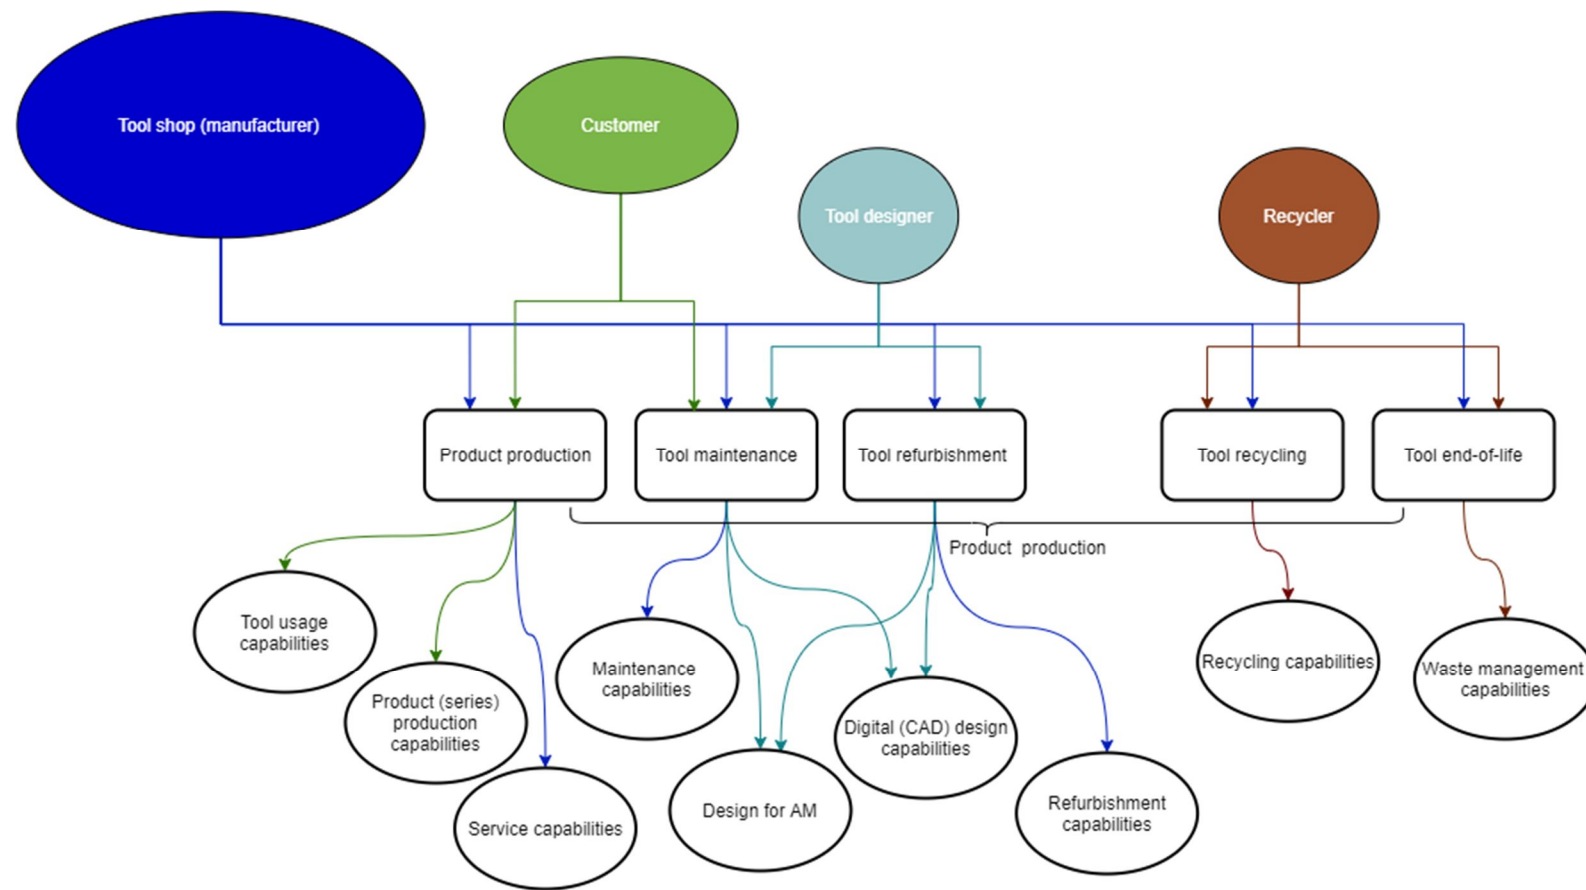 Tool shop (manufacturer)
Customer
Tool designer
Recycler
Product production
Tool maintenance
Tool refurbishment
Tool recycling
Tool end-of-life
Product production
Tool usage
capabilities
Product (series)
production
capabilities
Service capabilities
Maintenance
capabilities
Design for AM
Digital (CAD) design
capabilities
Refurbishment
capabilities
Recycling capabilities
Waste management
capabilities